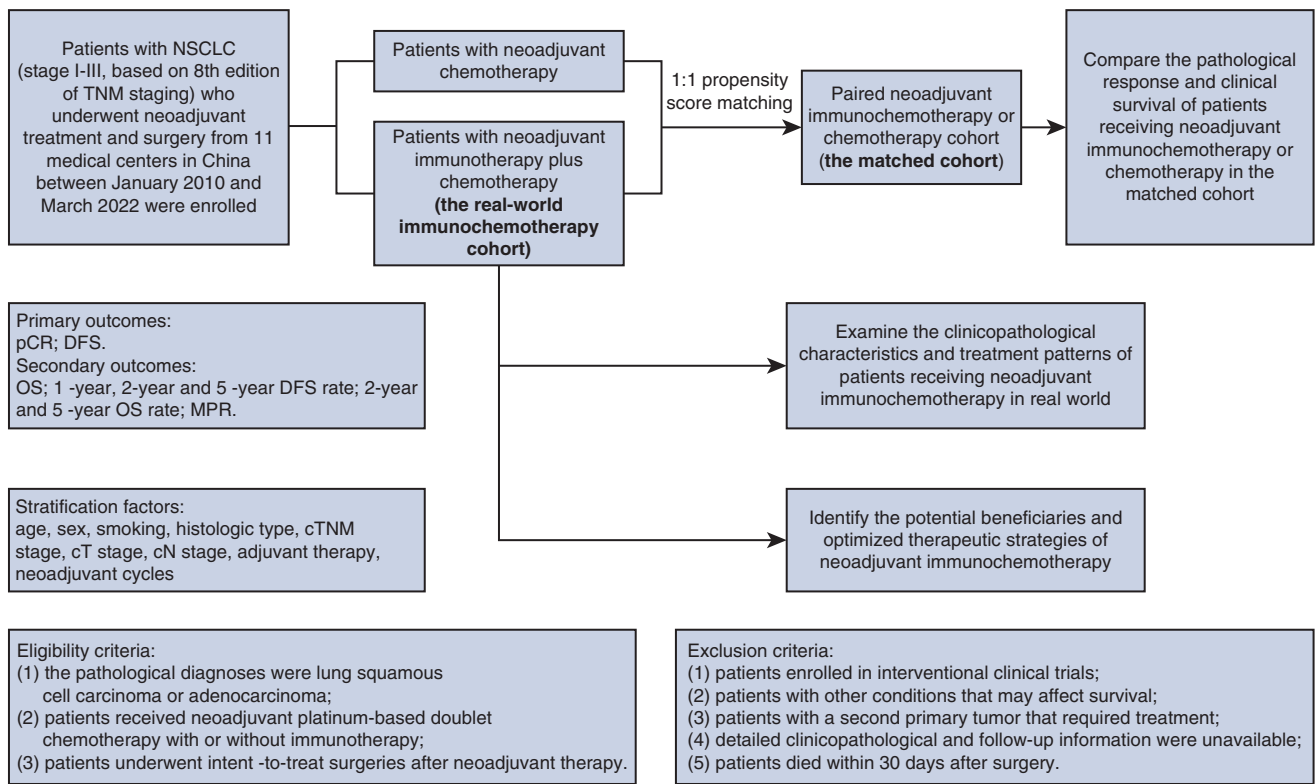 Patients with NSCLC
(stage I-III, based on 8th edition
of TNM staging) who
underwent neoadjuvant
treatment and surgery from 11
medical centers in China
between January 2010 and
March 2022 were enrolled
Patients with neoadjuvant
chemotherapy
Patients with neoadjuvant
immunotherapy plus
chemotherapy
(the real-world
immunochemotherapy
cohort)
1:1 propensity
score matching
Paired neoadjuvant
immunochemotherapy or
chemotherapy cohort
(the matched cohort)
Compare the pathological
response and clinical
survival of patients
receiving neoadjuvant
immunochemotherapy or
chemotherapy in the
matched cohort
Primary outcomes:
pCR; DFS.
Secondary outcomes:
OS; 1 -year, 2-year and 5 -year DFS rate; 2-year
and 5 -year OS rate; MPR.
Examine the clinicopathological
characteristics and treatment patterns of
patients receiving neoadjuvant
immunochemotherapy in real world
Stratification factors:
age, sex, smoking, histologic type, cTNM
stage, cT stage, cN stage, adjuvant therapy,
neoadjuvant cycles
Identify the potential beneficiaries and
optimized therapeutic strategies of
neoadjuvant immunochemotherapy
Eligibility criteria:
(1) the pathological diagnoses were lung squamous
cell carcinoma or adenocarcinoma;
(2) patients received neoadjuvant platinum-based doublet
chemotherapy with or without immunotherapy;
(3) patients underwent intent -to-treat surgeries after neoadjuvant therapy.
Exclusion criteria:
(1) patients enrolled in interventional clinical trials;
(2) patients with other conditions that may affect survival;
(3) patients with a second primary tumor that required treatment;
(4) detailed clinicopathological and follow-up information were unavailable;
(5) patients died within 30 days after surgery.